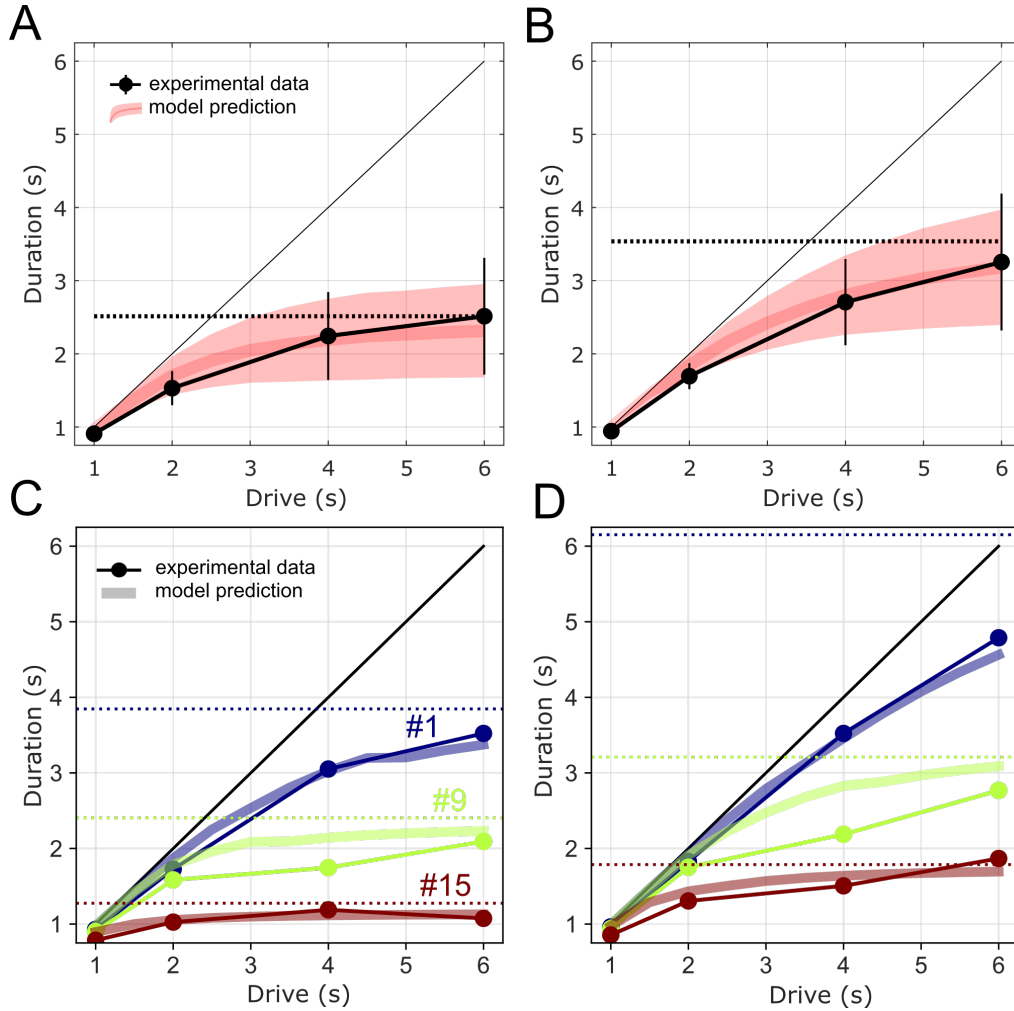 A
6
5
4
3
2
1
Duration (s)
experimental data
model prediction
1 2 3 4 5 6
Drive (s)
B
6
5
4
3
2
1
Duration (s)
1 2 3 4 5 6
Drive (s)
C
6
5
4
3
2
1
Duration (s)
experimental data
model prediction
#1
#9
#15
1 2 3 4 5 6
Drive (s)
D
6
5
4
3
2
1
Duration (s)
1 2 3 4 5 6
Drive (s)